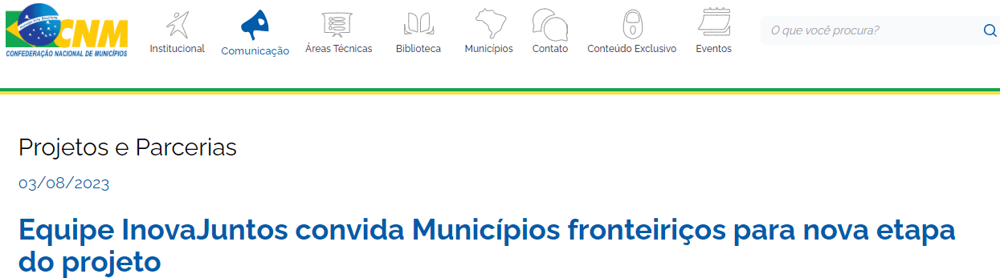 CNM
CONFEDERAÇÃO NACIONAL DE MUNICÍPIOS
Institucional
Comunicação
Áreas Técnicas
Biblioteca
Municípios
Contato
Conteúdo Exclusivo
Eventos
O que você procura?
Projetos e Parcerias
03/08/2023
Equipe InovaJuntos convida Municípios fronteiriços para nova etapa
do projeto